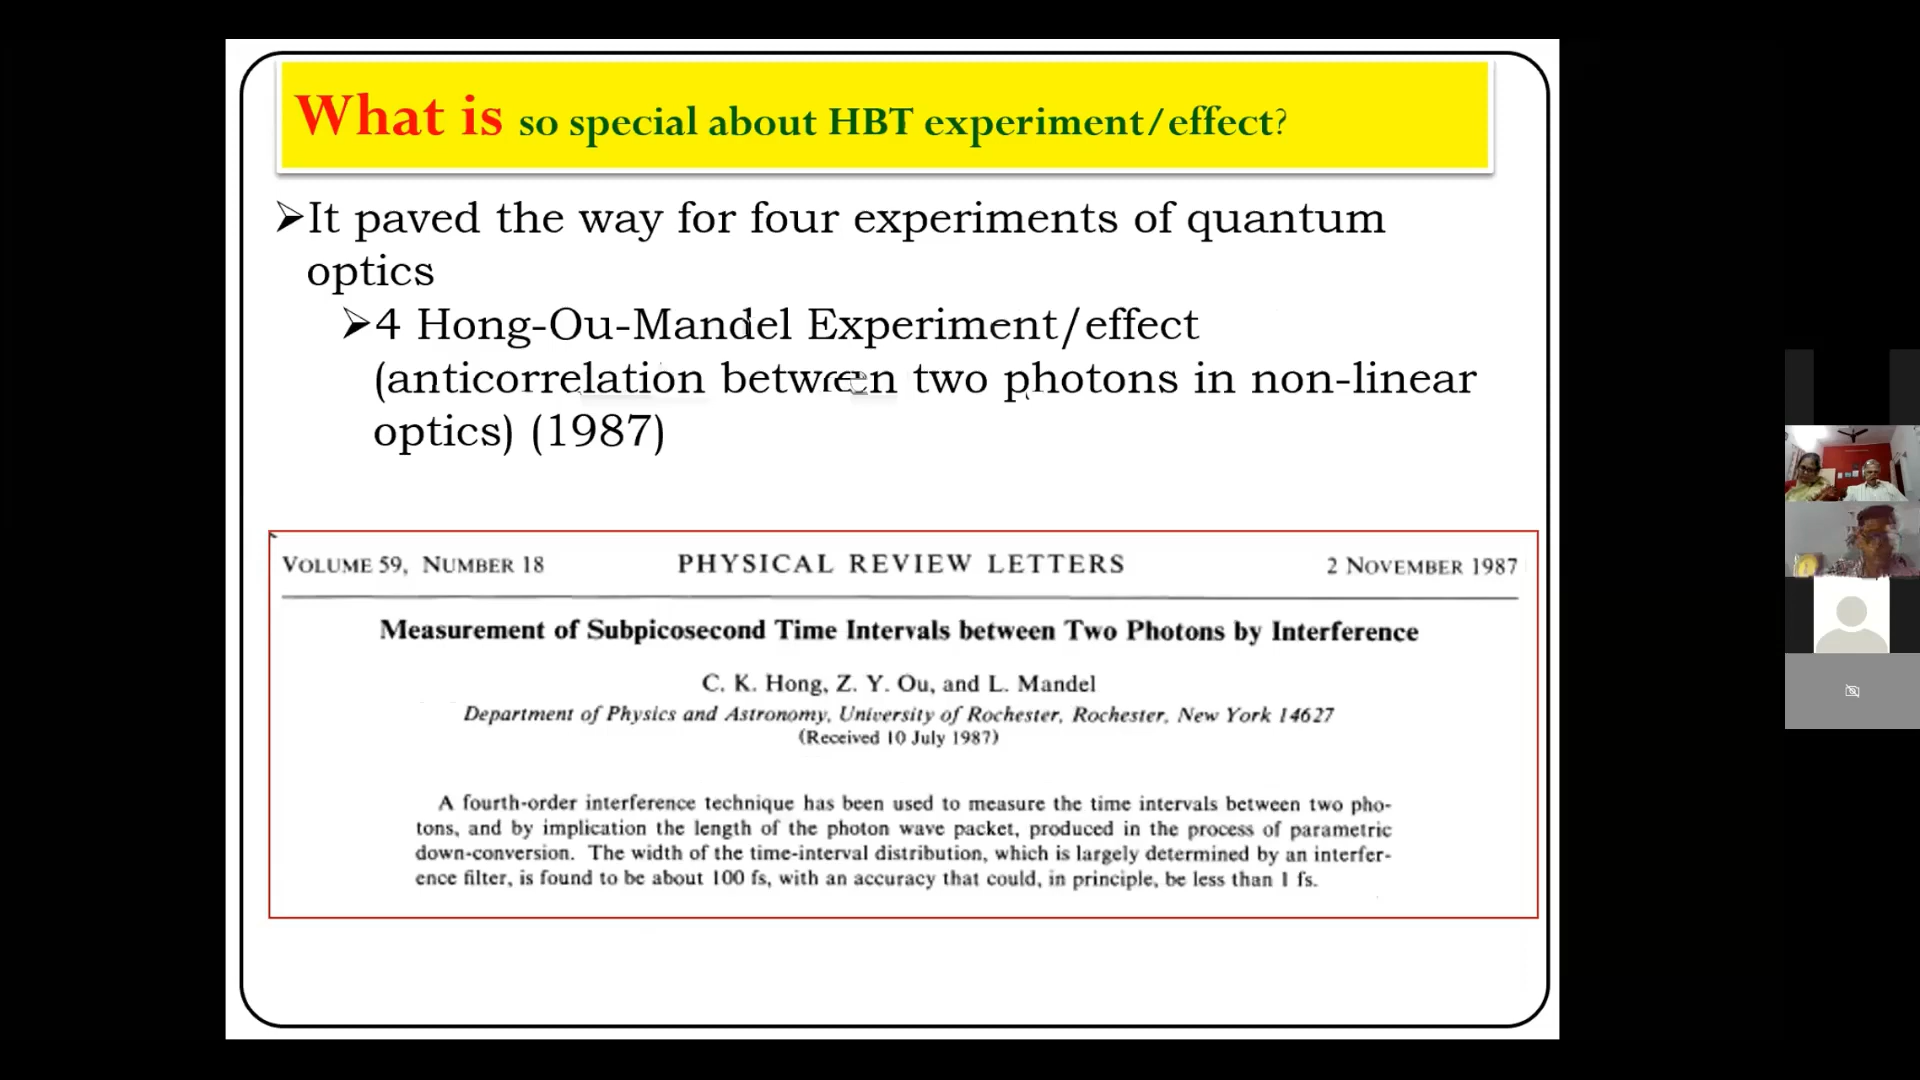 What is so special about HBT experiment/effect?
➢It paved the way for four experiments of quantum
optics
➢4 Hong-Ou-Mandel Experiment/effect
(anticorrelation between two photons in non-linear
optics) (1987)
VOLUME 59, NUMBER 18 PHYSICAL REVIEW LETTERS 2 NOVEMBER 1987
Measurement of Subpicosecond Time Intervals between Two Photons by Interference
C. K. Hong, Z. Y. Ou, and L. Mandel
Department of Physics and Astronomy, University of Rochester, Rochester, New York 14627
(Received 10 July 1987)
A fourth-order interference technique has been used to measure the time intervals between two pho-
tons, and by implication the length of the photon wave packet, produced in the process of parametric
down-conversion. The width of the time-interval distribution, which is largely determined by an interfer-
ence filter, is found to be about 100 fs, with an accuracy that could, in principle, be less than 1 fs.